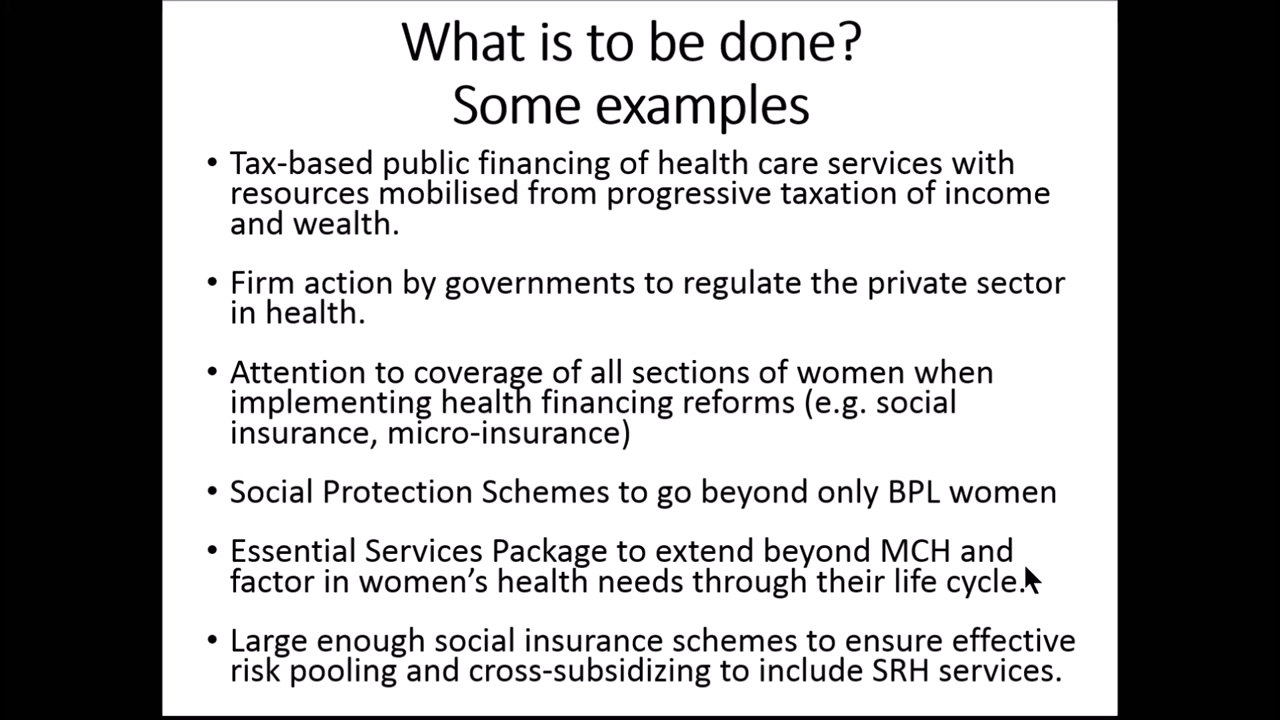 What is to be done?
Some examples
• Tax-based public financing of health care services with
resources mobilised from progressive taxation of income
and wealth.
• Firm action by governments to regulate the private sector
in health.
• Attention to coverage of all sections of women when
implementing health financing reforms (e.g. social
insurance, micro-insurance)
• Social Protection Schemes to go beyond only BPL women
• Essential Services Package to extend beyond MCH and
factor in women’s health needs through their life cycle.
• Large enough social insurance schemes to ensure effective
risk pooling and cross-subsidizing to include SRH services.